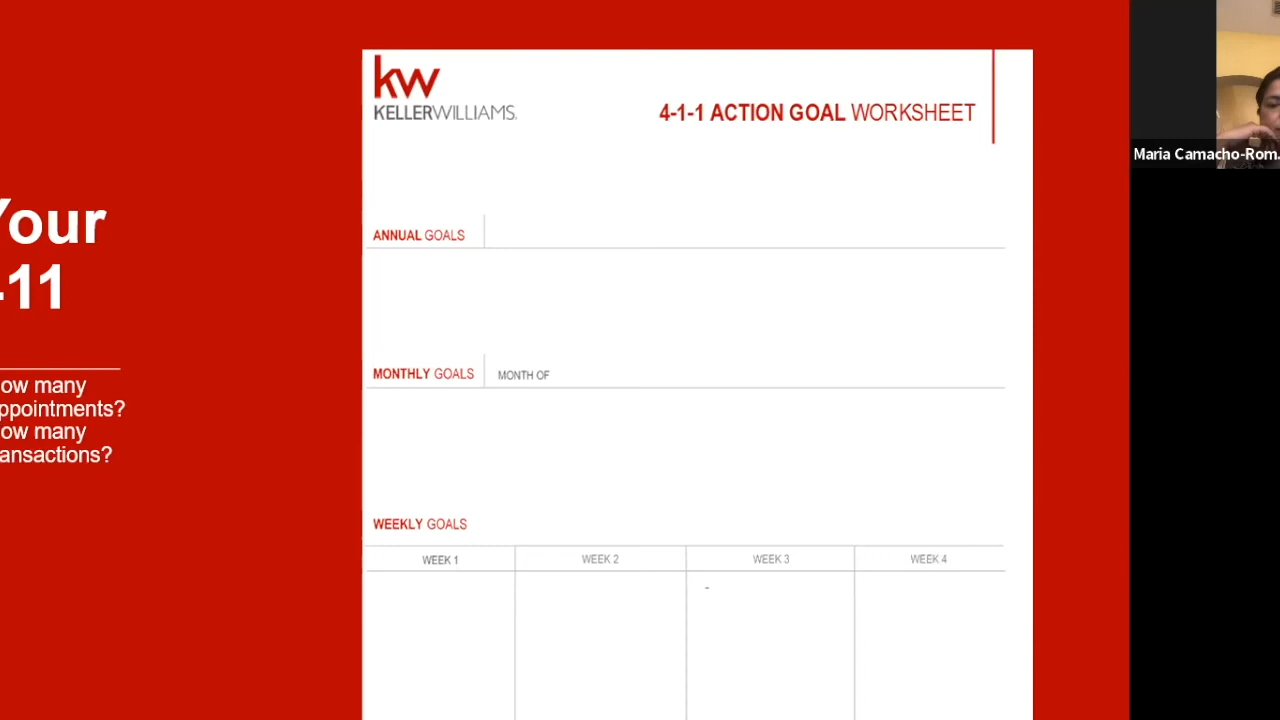 Your
-11
ow many
ppointments?
ow many
ansactions?
kw
KELLERWILLIAMS.
4-1-1 ACTION GOAL WORKSHEET
ANNUAL GOALS
MONTHLY GOALS MONTH OF
WEEKLY GOALS
WEEK 1 WEEK 2 WEEK 3 WEEK 4
-
Maria Camacho-Rom